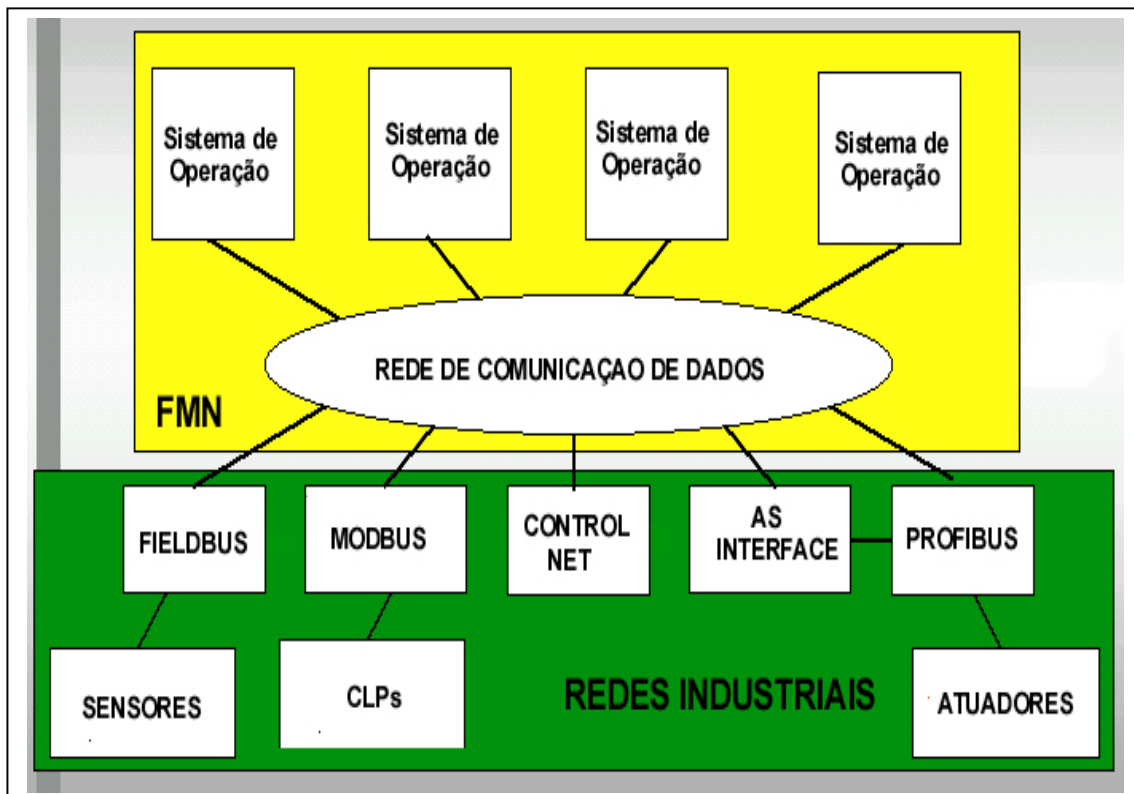 Sistema de
Operação
Sistema de
Operação
Sistema de
Operação
Sistema de
Operação
REDE DE COMUNICAÇAO DE DADOS
FMN
FIELDBUS
MODBUS
CONTROL
NET
AS
INTERFACE
PROFIBUS
SENSORES
CLPs
REDES INDUSTRIAIS
ATUADORES